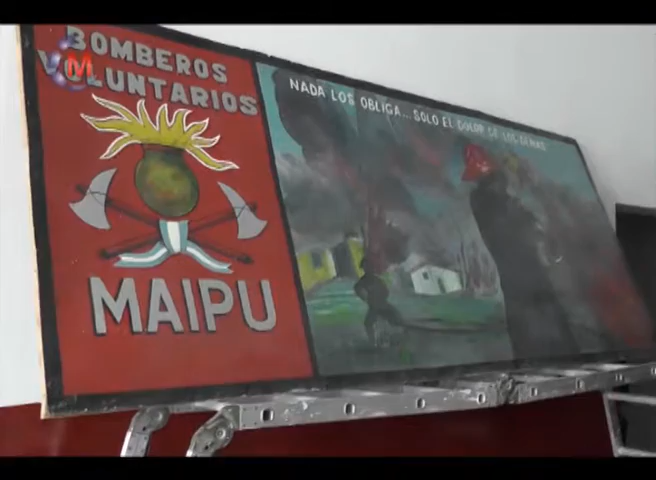 BOMBEROS
VOLUNTARIOS
MAIPU
NADA LOS OBLIGA...SOLO EL DOLOR DE LOS DEMAS
M